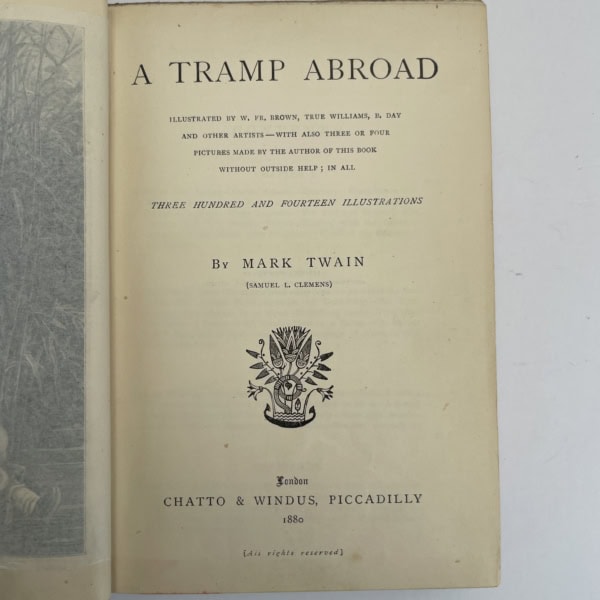 A TRAMP ABROAD
ILLUSTRATED BY W. FR. BROWN, TRUE WILLIAMS, B. DAY
AND OTHER ARTISTS—WITH ALSO THREE OR FOUR
PICTURES MADE BY THE AUTHOR OF THIS BOOK
WITHOUT OUTSIDE HELP; IN ALL
THREE HUNDRED AND FOURTEEN ILLUSTRATIONS
BY MARK TWAIN
(SAMUEL L. CLEMENS)
London
CHATTO & WINDUS, PICCADILLY
1880
[All rights reserved]